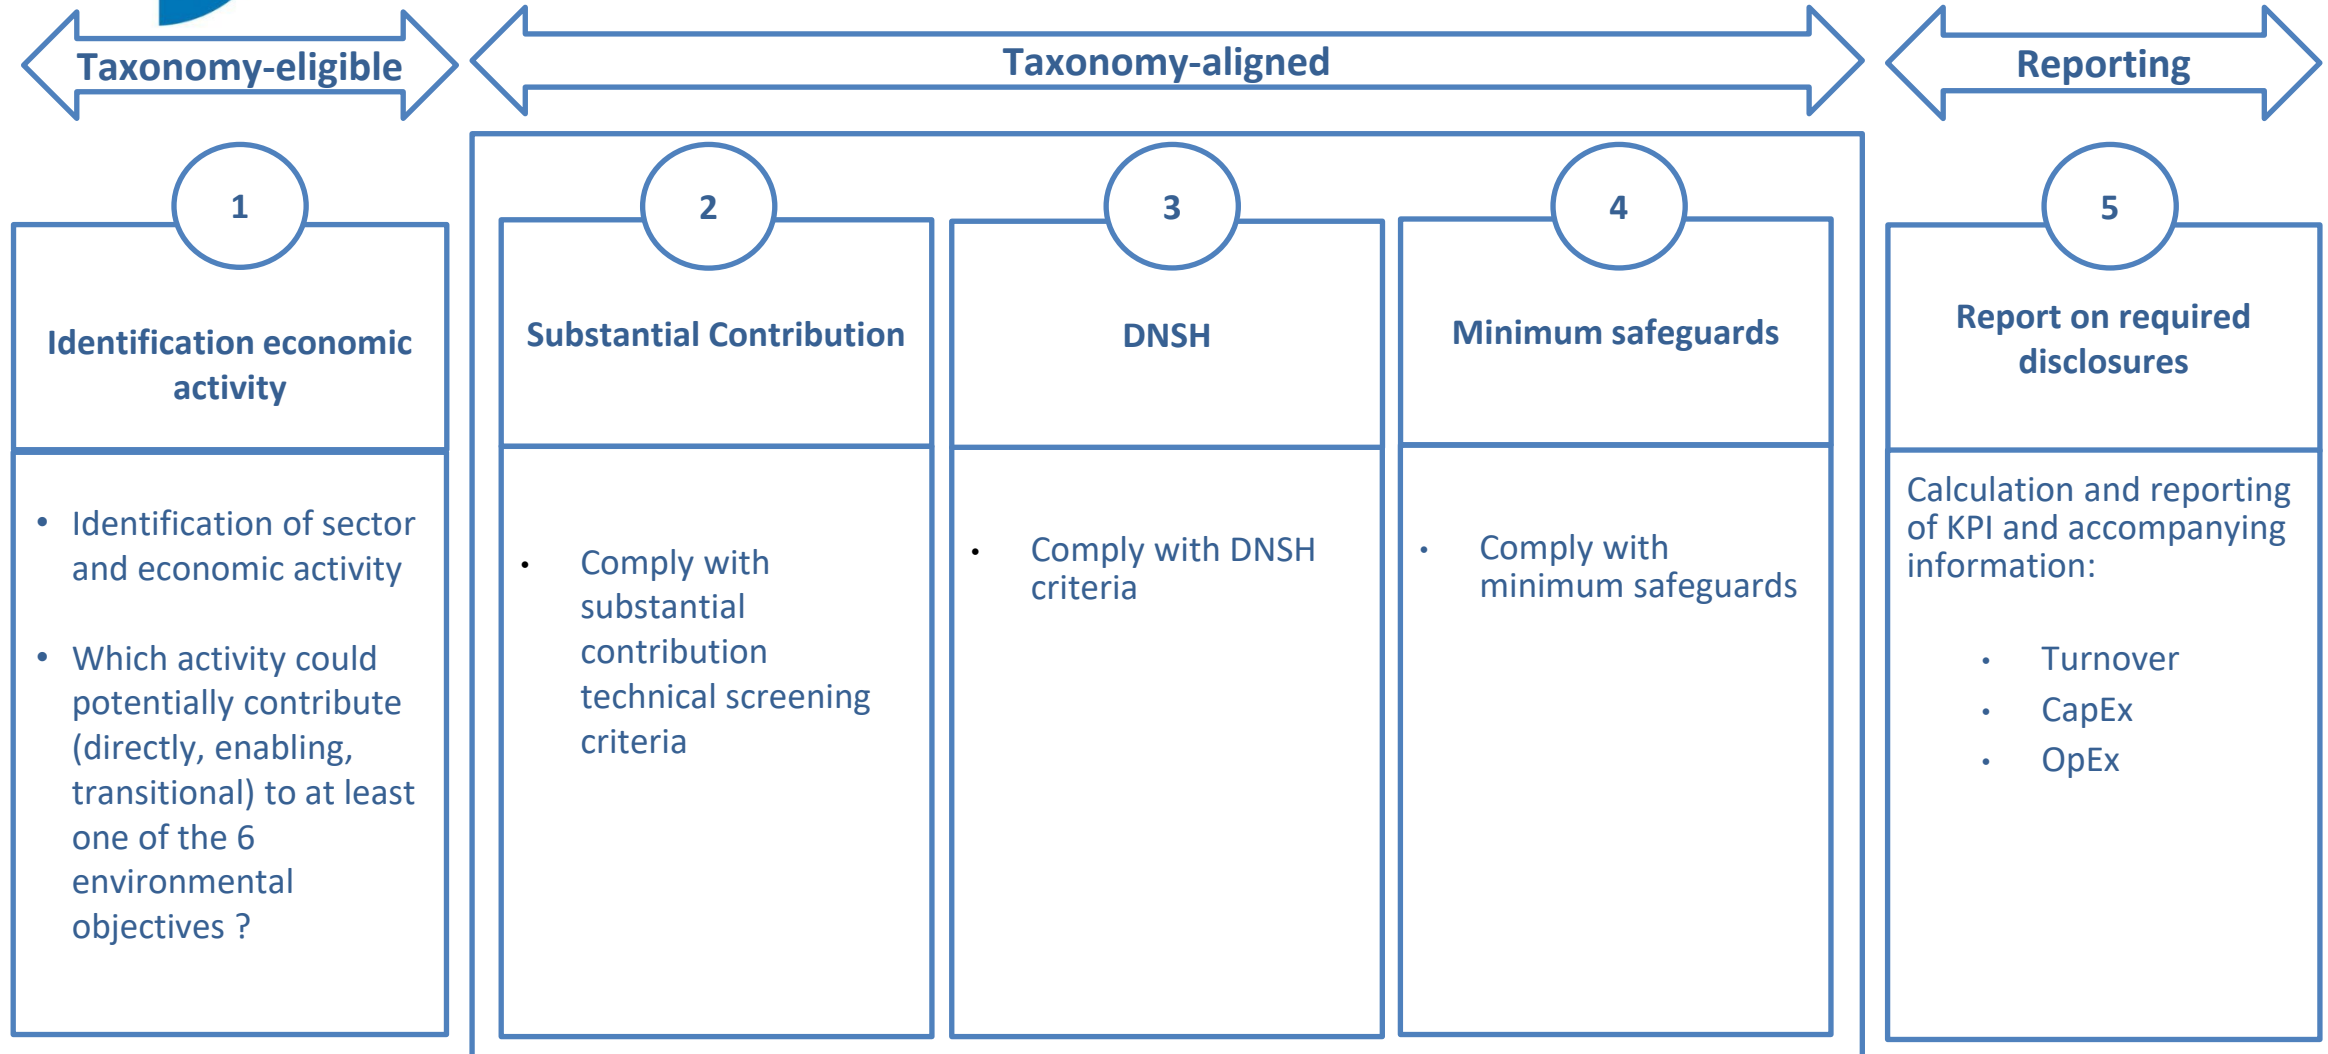 Taxonomy-eligible
Taxonomy-aligned
Reporting
1
Identification economic
activity
• Identification of sector
and economic activity
• Which activity could
potentially contribute
(directly, enabling,
transitional) to at least
one of the 6
environmental
objectives ?
2
Substantial Contribution
• Comply with
substantial
contribution
technical screening
criteria
3
DNSH
• Comply with DNSH
criteria
4
Minimum safeguards
• Comply with
minimum safeguards
5
Report on required
disclosures
Calculation and reporting
of KPI and accompanying
information:
• Turnover
• CapEx
• OpEx